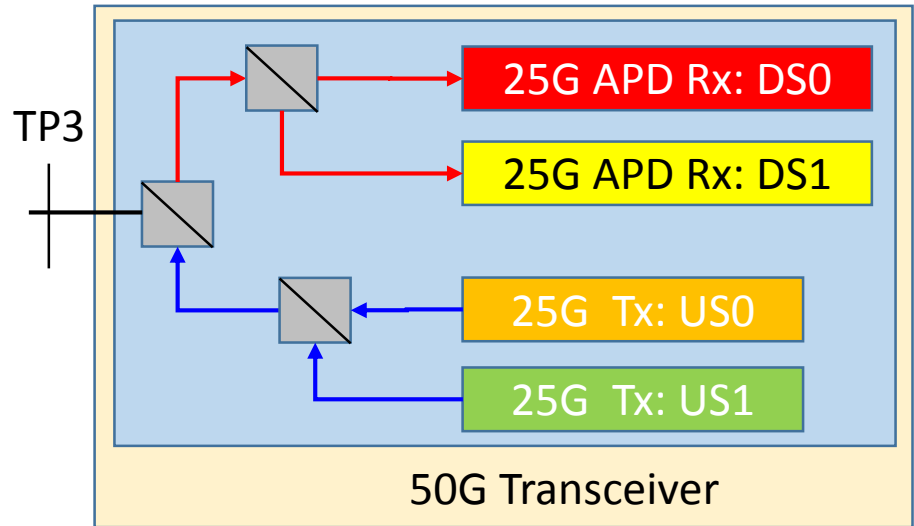 TP3
25G APD Rx: DS0
25G APD Rx: DS1
25G  Tx: US0
25G  Tx: US1
50G Transceiver